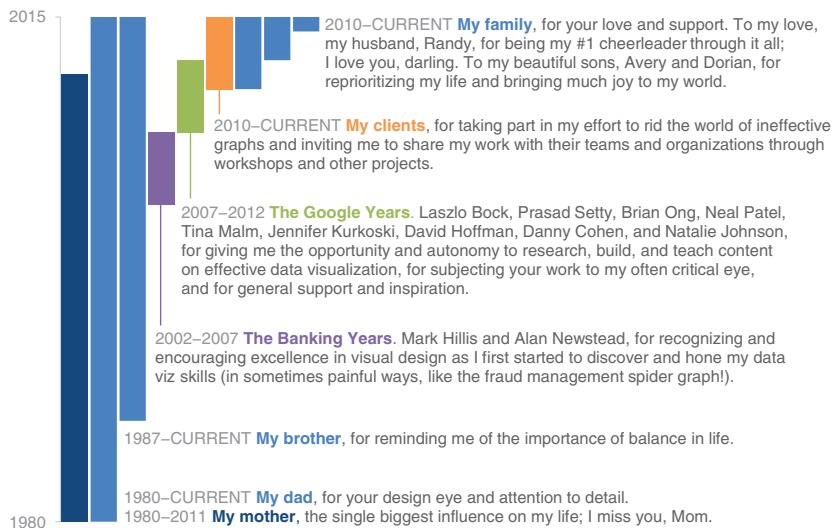 2015
2010–CURRENT My family, for your love and support. To my love,
my husband, Randy, for being my #1 cheerleader through it all;
I love you, darling. To my beautiful sons, Avery and Dorian, for
reprioritizing my life and bringing much joy to my world.
2010–CURRENT My clients, for taking part in my effort to rid the world of ineffective
graphs and inviting me to share my work with their teams and organizations through
workshops and other projects.
2007–2012 The Google Years. Laszlo Bock, Prasad Setty, Brian Ong, Neal Patel,
Tina Malm, Jennifer Kurkoski, David Hoffman, Danny Cohen, and Natalie Johnson,
for giving me the opportunity and autonomy to research, build, and teach content
on effective data visualization, for subjecting your work to my often critical eye,
and for general support and inspiration.
2002–2007 The Banking Years. Mark Hillis and Alan Newstead, for recognizing and
encouraging excellence in visual design as I first started to discover and hone my data
viz skills (in sometimes painful ways, like the fraud management spider graph!).
1987–CURRENT My brother, for reminding me of the importance of balance in life.
1980–CURRENT My dad, for your design eye and attention to detail.
1980–2011 My mother, the single biggest influence on my life; I miss you, Mom.
1980